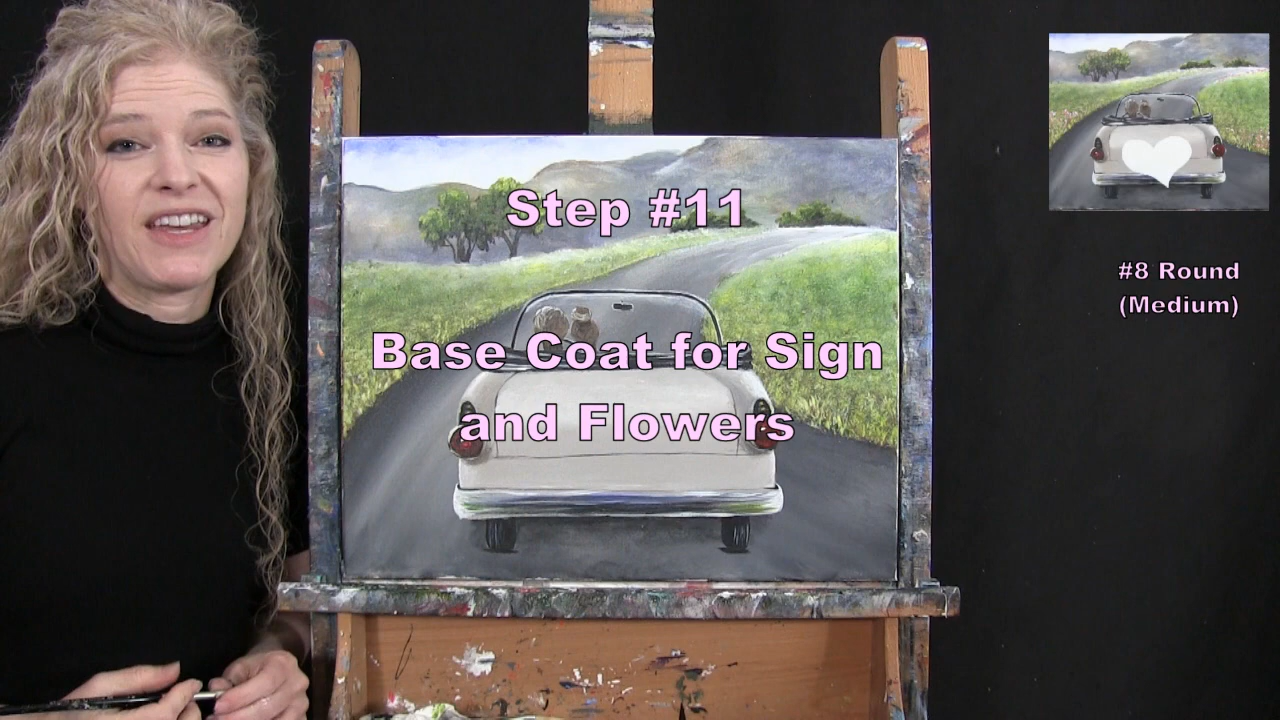 Step #11
Base Coat for Sign
and Flowers
#8 Round
(Medium)